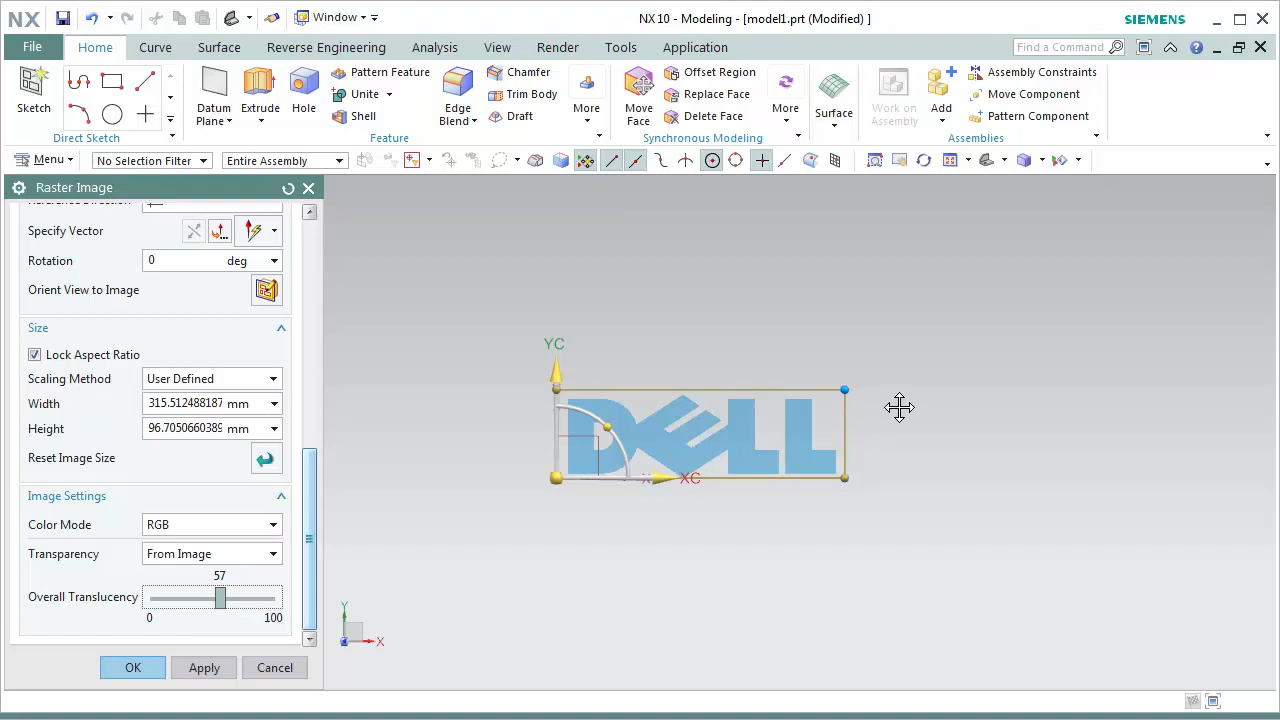 NX
Window
NX 10 - Modeling - [model1.prt (Modified) ]
SIEMENS
File
Home
Curve
Surface
Reverse Engineering
Analysis
View
Render
Tools
Application
Find a Command
Sketch
Direct Sketch
Datum Plane
Extrude
Hole
Pattern Feature
Unite
Shell
Edge Blend
Chamfer
Trim Body
Draft
More
Feature
Move Face
Offset Region
Replace Face
Delete Face
More
Synchronous Modeling
Surface
Work on Assembly
Add
Assembly Constraints
Move Component
Pattern Component
Assemblies
Menu
No Selection Filter
Entire Assembly
Raster Image
Specify Vector
Rotation
0 deg
Orient View to Image
Size
Lock Aspect Ratio
Scaling Method
User Defined
Width
315.512488187 mm
Height
96.7050660389 mm
Reset Image Size
Image Settings
Color Mode
RGB
Transparency
From Image
57
Overall Translucency
0 100
OK
Apply
Cancel
YC
DELL
XC
Y
X